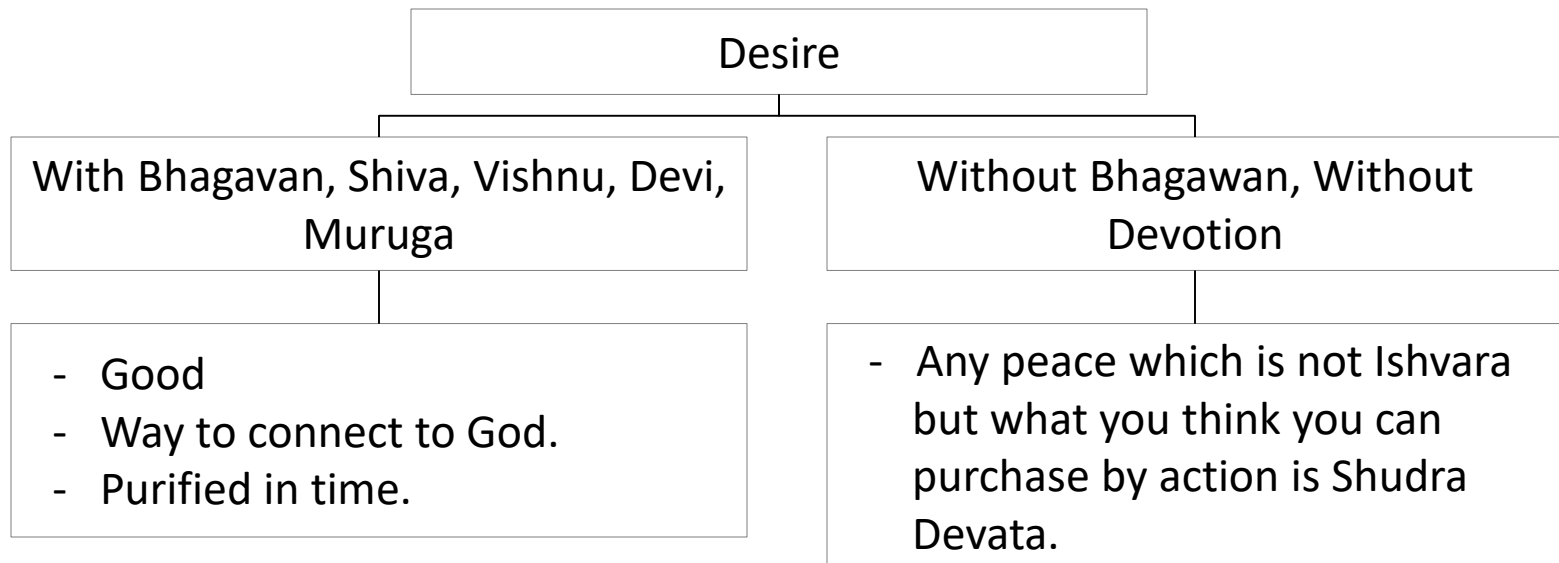 Desire
With Bhagavan, Shiva, Vishnu, Devi,
Muruga
Without Bhagawan, Without
Devotion
- Good
- Way to connect to God.
- Purified in time.
- Any peace which is not Ishvara
but what you think you can
purchase by action is Shudra
Devata.